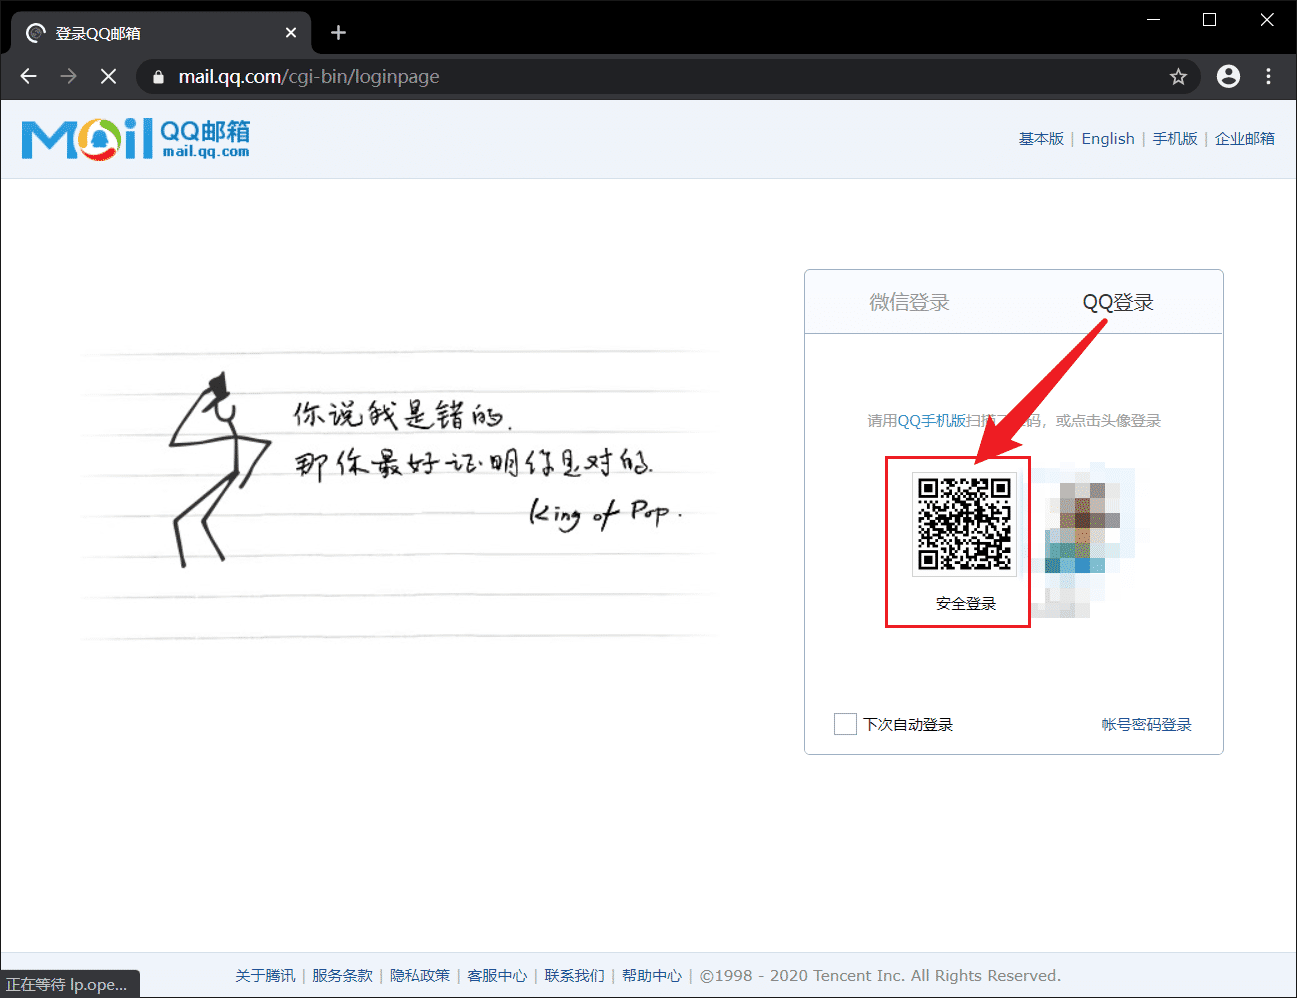 登录QQ邮箱
mail.qq.com/cgi-bin/loginpage
Mail QQ邮箱
mail.qq.com
基本版 | English | 手机版 | 企业邮箱
微信登录 QQ登录
你说我是错的.
那你最好证明你是对的.
King of Pop.
请用QQ手机版扫描 码，或点击头像登录
安全登录
下次自动登录 帐号密码登录
关于腾讯 | 服务条款 | 隐私政策 | 客服中心 | 联系我们 | 帮助中心 | ©1998 - 2020 Tencent Inc. All Rights Reserved.
正在等待 lp.ope...